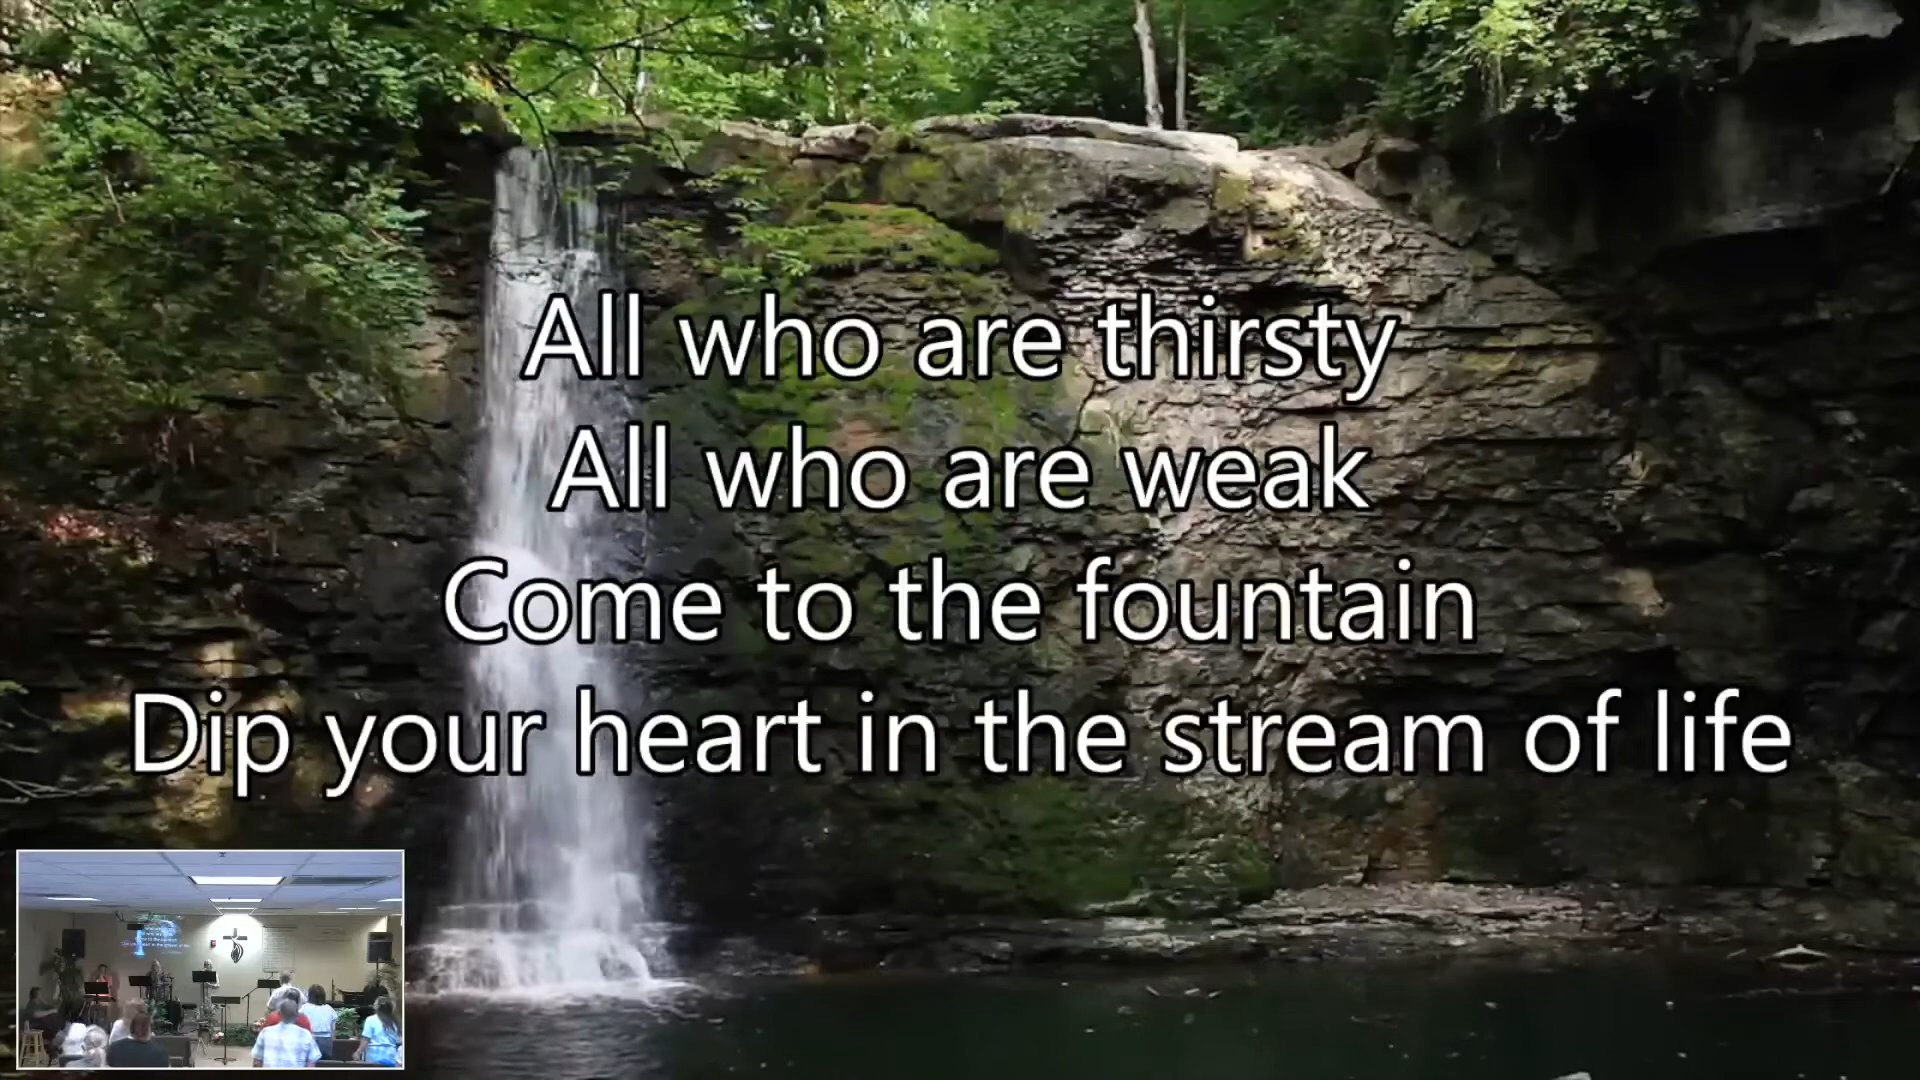 All who are thirsty
All who are weak
Come to the fountain
Dip your heart in the stream of life